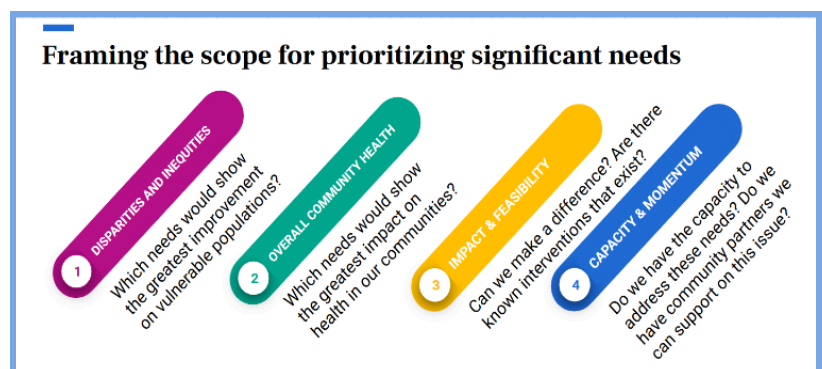 Framing the scope for prioritizing significant needs
1
DISPARITIES AND INEQUITIES
Which needs would show
the greatest improvement
on vulnerable populations?
2
OVERALL COMMUNITY HEALTH
Which needs would show
the greatest impact on
health in our communities?
3
IMPACT & FEASIBILITY
Can we make a difference? Are there
known interventions that exist?
4
CAPACITY & MOMENTUM
Do we have the capacity to
address these needs? Do we
have community partners we
can support on this issue?